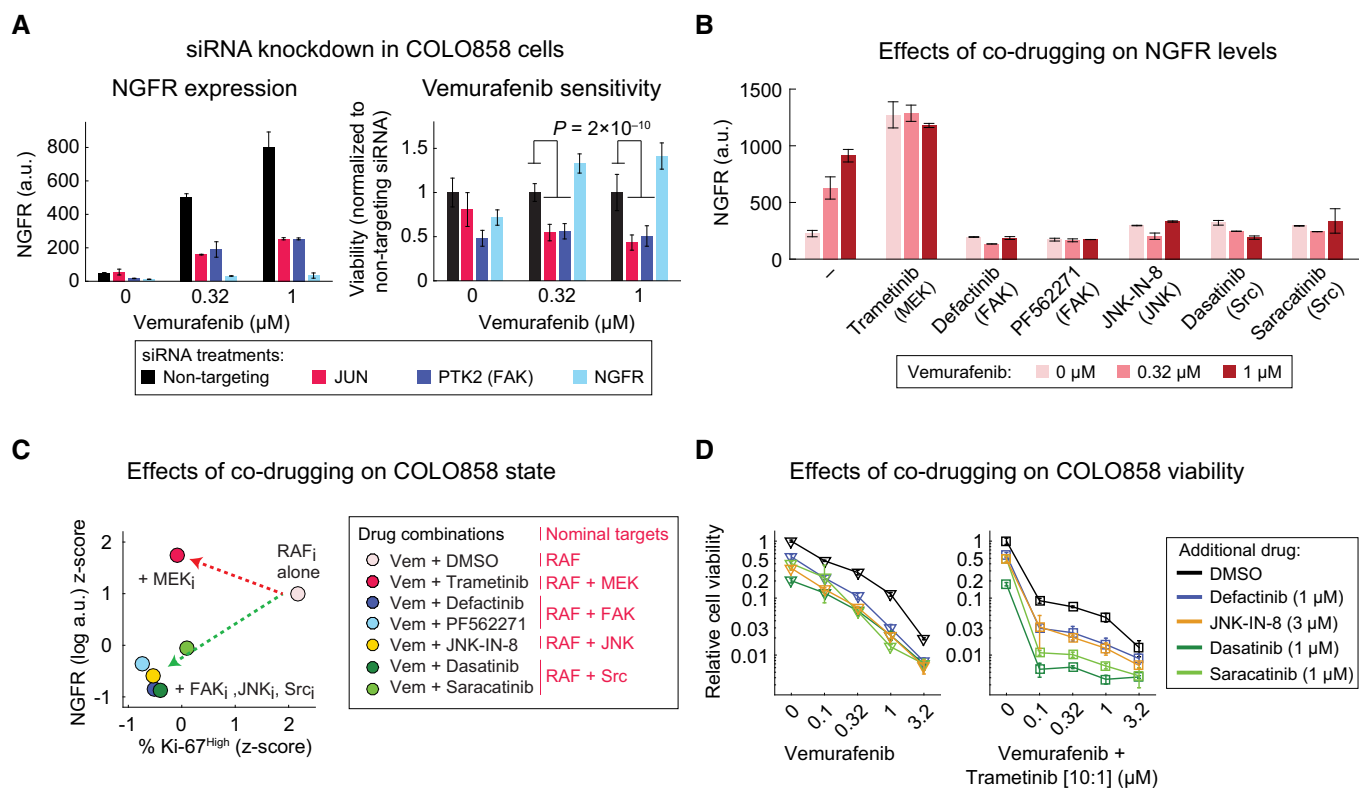 A
siRNA knockdown in COLO858 cells
NGFR expression
NGFR (a.u.)
800
600
400
200
0
0
0.32
1
Vemurafenib (µM)
Vemurafenib sensitivity
Viability (normalized to
non-targeting siRNA)
P = 2×10⁻¹⁰
1.5
1
0.5
0
0
0.32
1
Vemurafenib (µM)
siRNA treatments:
Non-targeting
JUN
PTK2 (FAK)
NGFR
B
Effects of co-drugging on NGFR levels
NGFR (a.u.)
1500
1000
500
0
–
Trametinib
(MEK)
Defactinib
(FAK)
PF562271
(FAK)
JNK-IN-8
(JNK)
Dasatinib
(Src)
Saracatinib
(Src)
Vemurafenib:
0 µM
0.32 µM
1 µM
C
Effects of co-drugging on COLO858 state
NGFR (log a.u.) z-score
2
1
0
-1
-1
0
1
2
% Ki-67High (z-score)
RAFi
alone
+ MEKi
+ FAKi ,JNKi, Srci
Drug combinations
Nominal targets
Vem + DMSO
RAF
Vem + Trametinib
RAF + MEK
Vem + Defactinib
Vem + PF562271
RAF + FAK
Vem + JNK-IN-8
RAF + JNK
Vem + Dasatinib
Vem + Saracatinib
RAF + Src
D
Effects of co-drugging on COLO858 viability
Relative cell viability
1
0.5
0.3
0.1
0.03
0.01
0
0.1
0.32
1
3.2
Vemurafenib
1
0.5
0.3
0.1
0.03
0.01
0
0.1
0.32
1
3.2
Vemurafenib +
Trametinib [10:1] (µM)
Additional drug:
DMSO
Defactinib (1 µM)
JNK-IN-8 (3 µM)
Dasatinib (1 µM)
Saracatinib (1 µM)